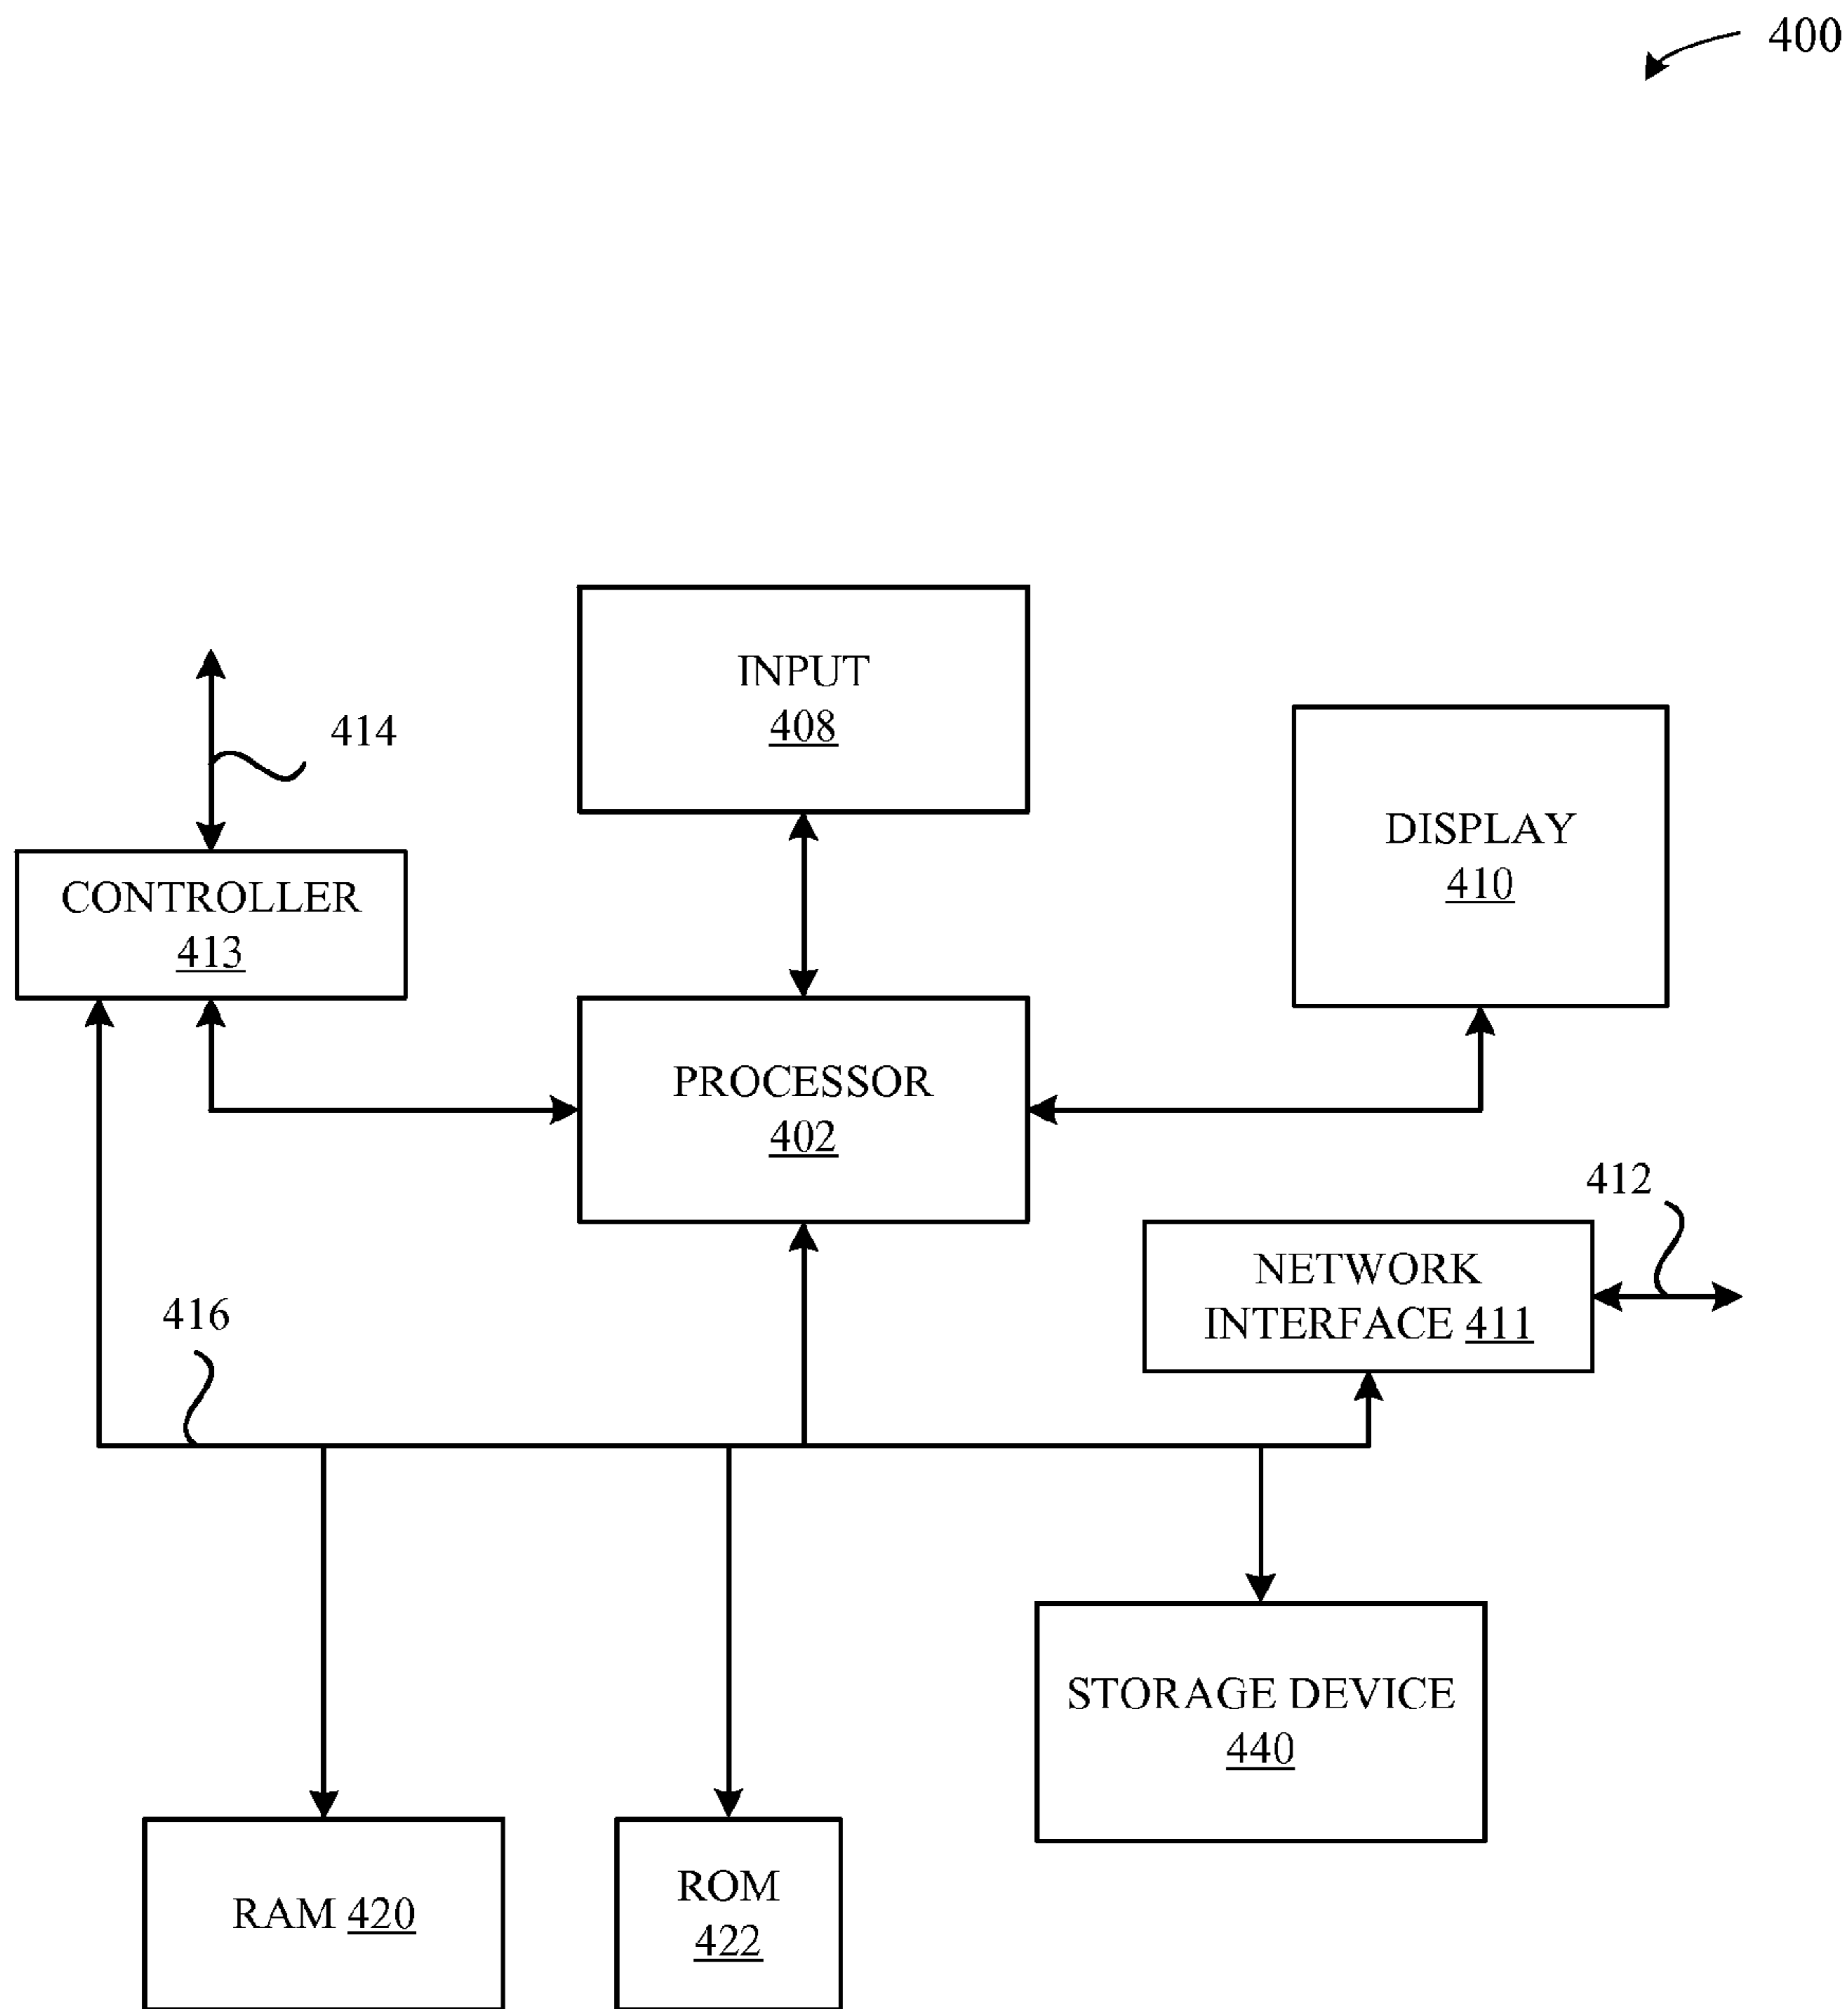 400
INPUT
408
414
DISPLAY
410
CONTROLLER
413
PROCESSOR
402
412
NETWORK
INTERFACE 411
416
STORAGE DEVICE
440
RAM 420
ROM
422